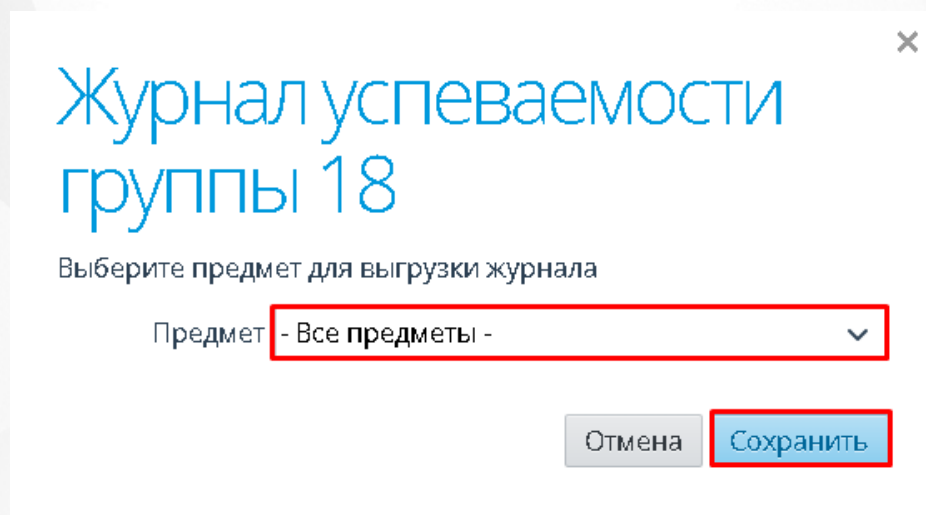 Журнал успеваемости
группы 18
Выберите предмет для выгрузки журнала
Предмет - Все предметы -
Отмена Сохранить